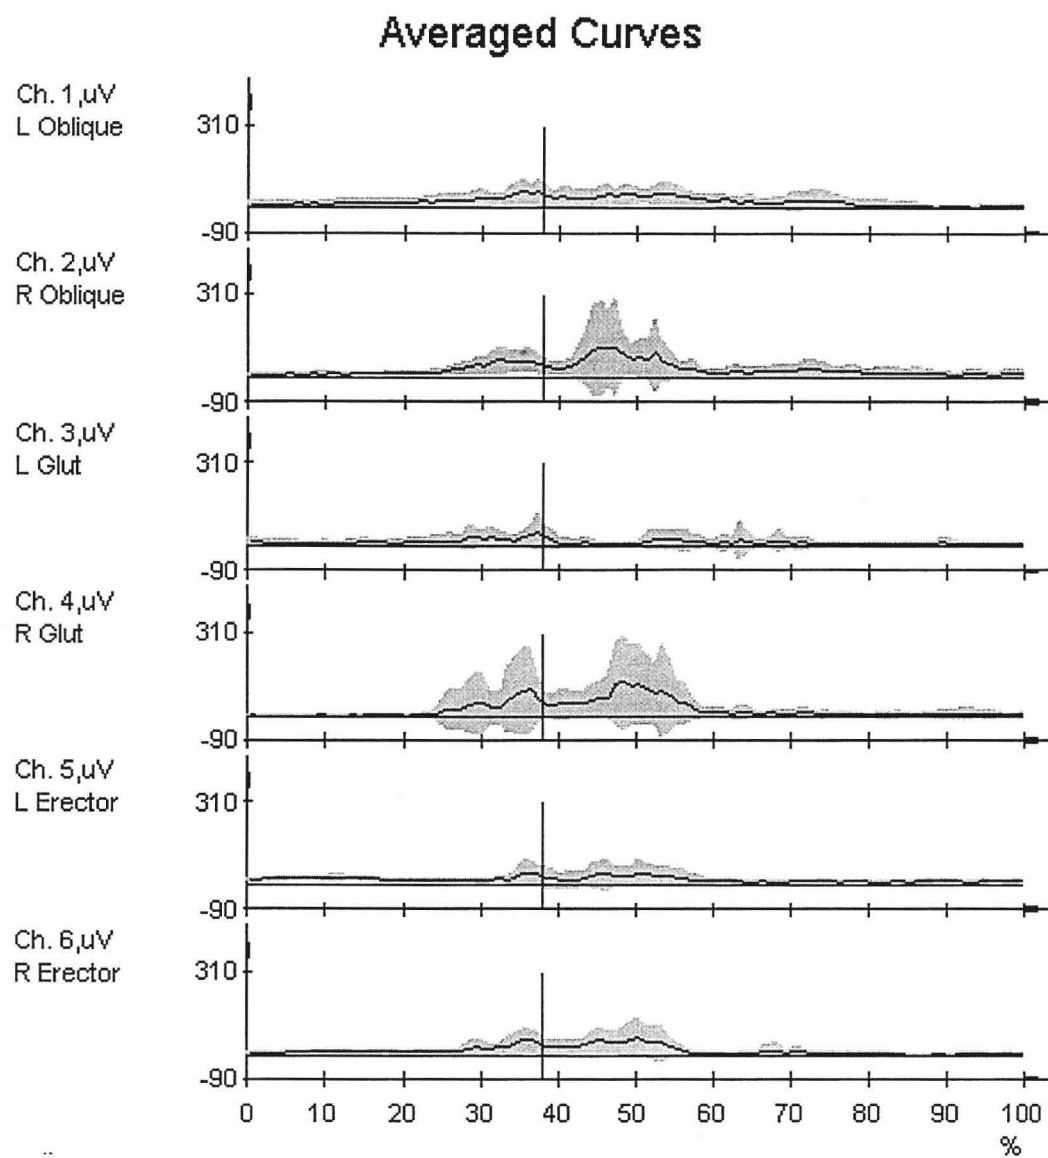 Averaged Curves
Ch. 1,uV
L Oblique
310
-90
Ch. 2,uV
R Oblique
310
-90
Ch. 3,uV
L Glut
310
-90
Ch. 4,uV
R Glut
310
-90
Ch. 5,uV
L Erector
310
-90
Ch. 6,uV
R Erector
310
-90
0 10 20 30 40 50 60 70 80 90 100
%